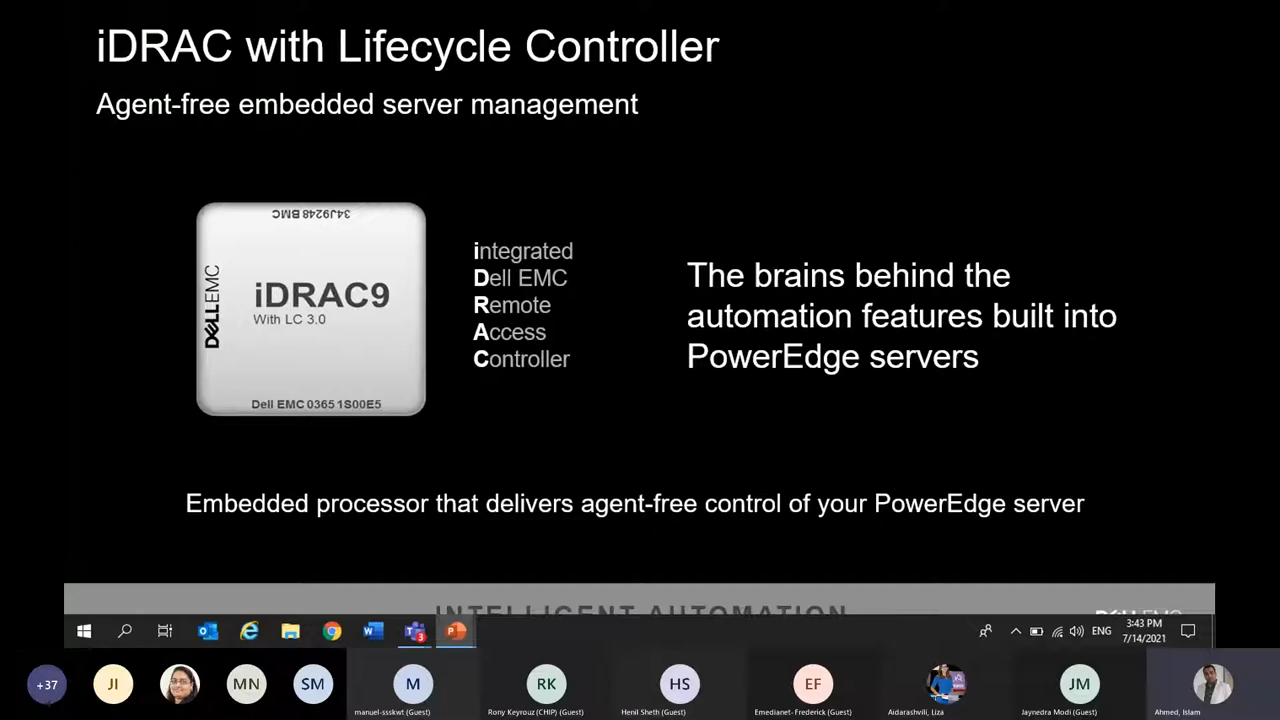 iDRAC with Lifecycle Controller
Agent-free embedded server management
34J9248 BMC
DELLEMC
iDRAC9
With LC 3.0
Dell EMC 0365 1S00E5
integrated
Dell EMC
Remote
Access
Controller
The brains behind the
automation features built into
PowerEdge servers
Embedded processor that delivers agent-free control of your PowerEdge server
INTELLIGENT AUTOMATION
DELLEMC
3
ENG
3:43 PM
7/14/2021
+37
JI
MN
SM
M
RK
HS
EF
JM
manuel-ssskwt (Guest)
Rony Keyrouz (CHIP) (Guest)
Henil Sheth (Guest)
Emedianet- Frederick (Guest)
Aidarashvili, Liza
Jaynedra Modi (Guest)
Ahmed, Islam